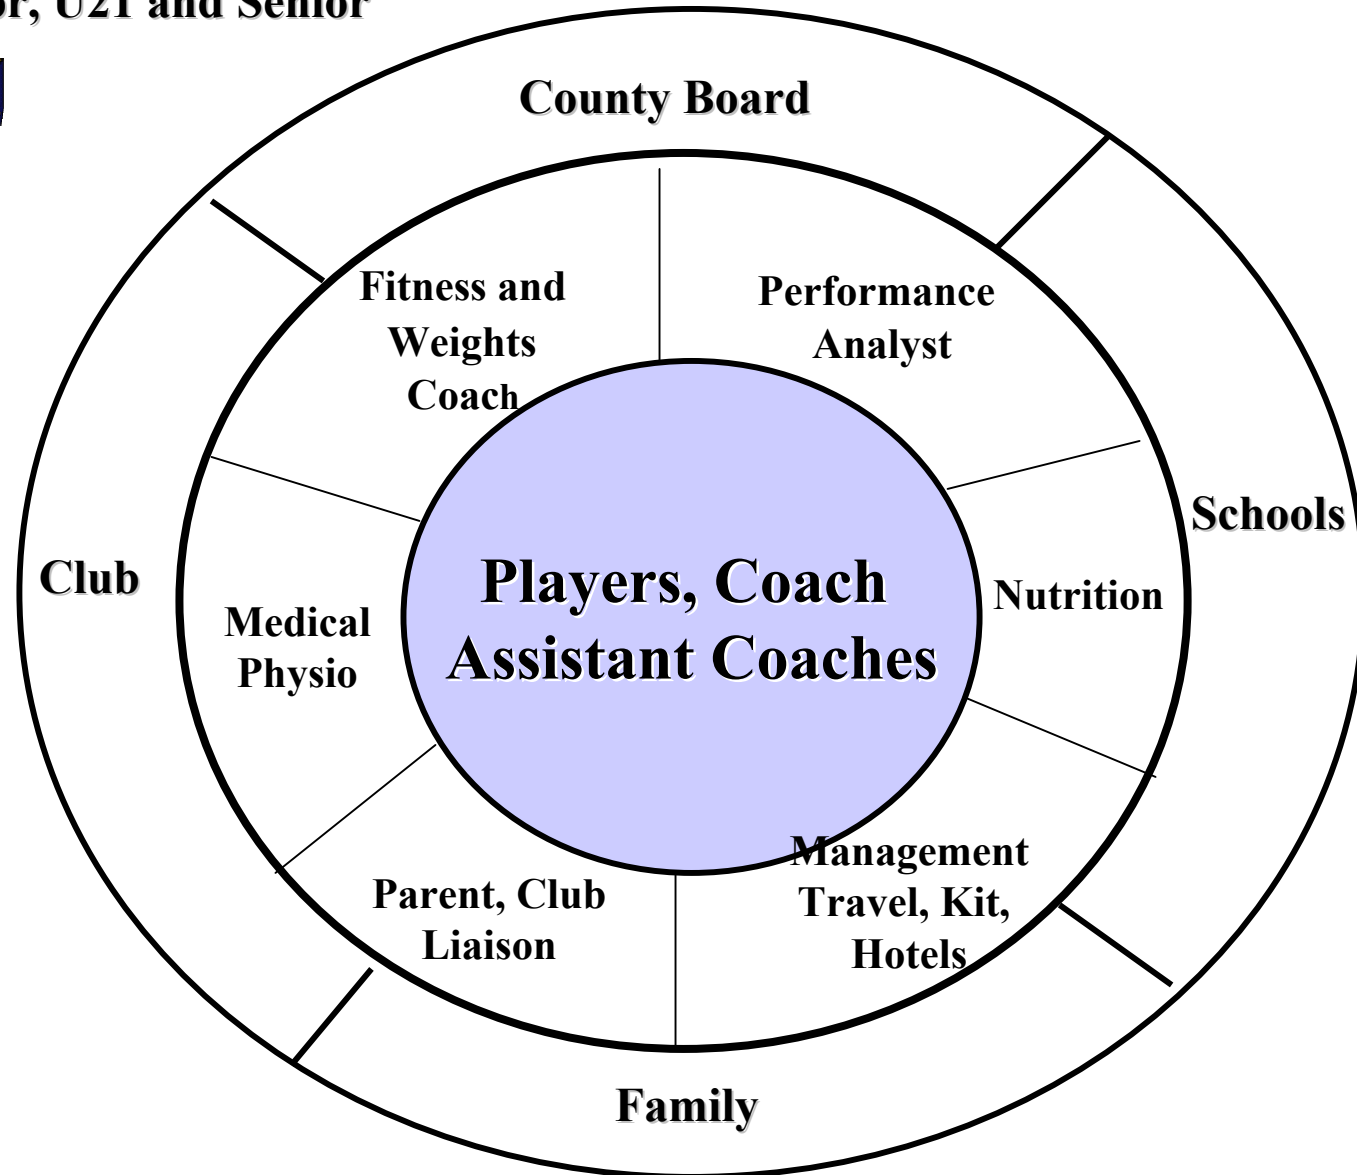 U21 and Senior
County Board
Fitness and
Weights
Coach
Performance
Analyst
Schools
Club
Players, Coach
Assistant Coaches
Nutrition
Medical
Physio
Management
Travel, Kit,
Hotels
Parent, Club
Liaison
Family